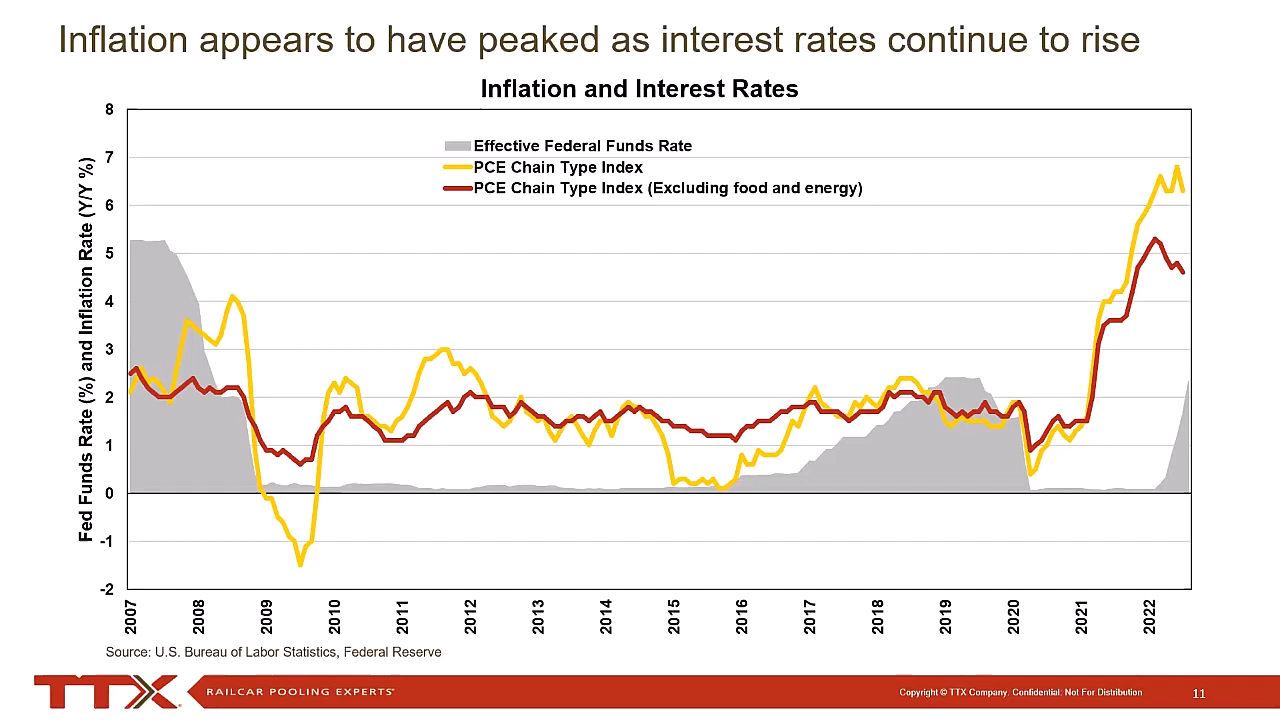 Inflation appears to have peaked as interest rates continue to rise
Inflation and Interest Rates
Effective Federal Funds Rate
PCE Chain Type Index
PCE Chain Type Index (Excluding food and energy)
Fed Funds Rate (%) and Inflation Rate (Y/Y %)
8
7
6
5
4
3
2
1
0
-1
-2
2007
2008
2009
2010
2011
2012
2013
2014
2015
2016
2017
2018
2019
2020
2021
2022
Source: U.S. Bureau of Labor Statistics, Federal Reserve
TTX
RAILCAR POOLING EXPERTS
Copyright © TTX Company. Confidential: Not For Distribution
11